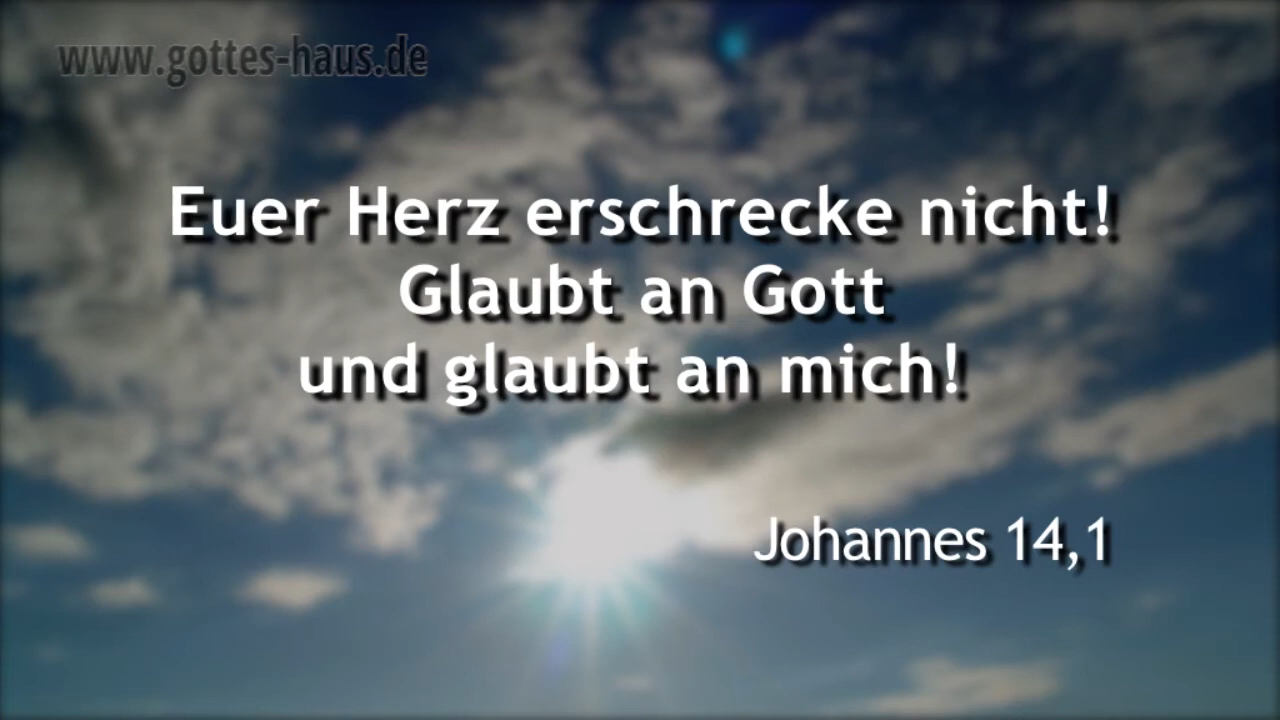 www.gottes-haus.de
Euer Herz erschrecke nicht!
Glaubt an Gott
und glaubt an mich!
Johannes 14,1